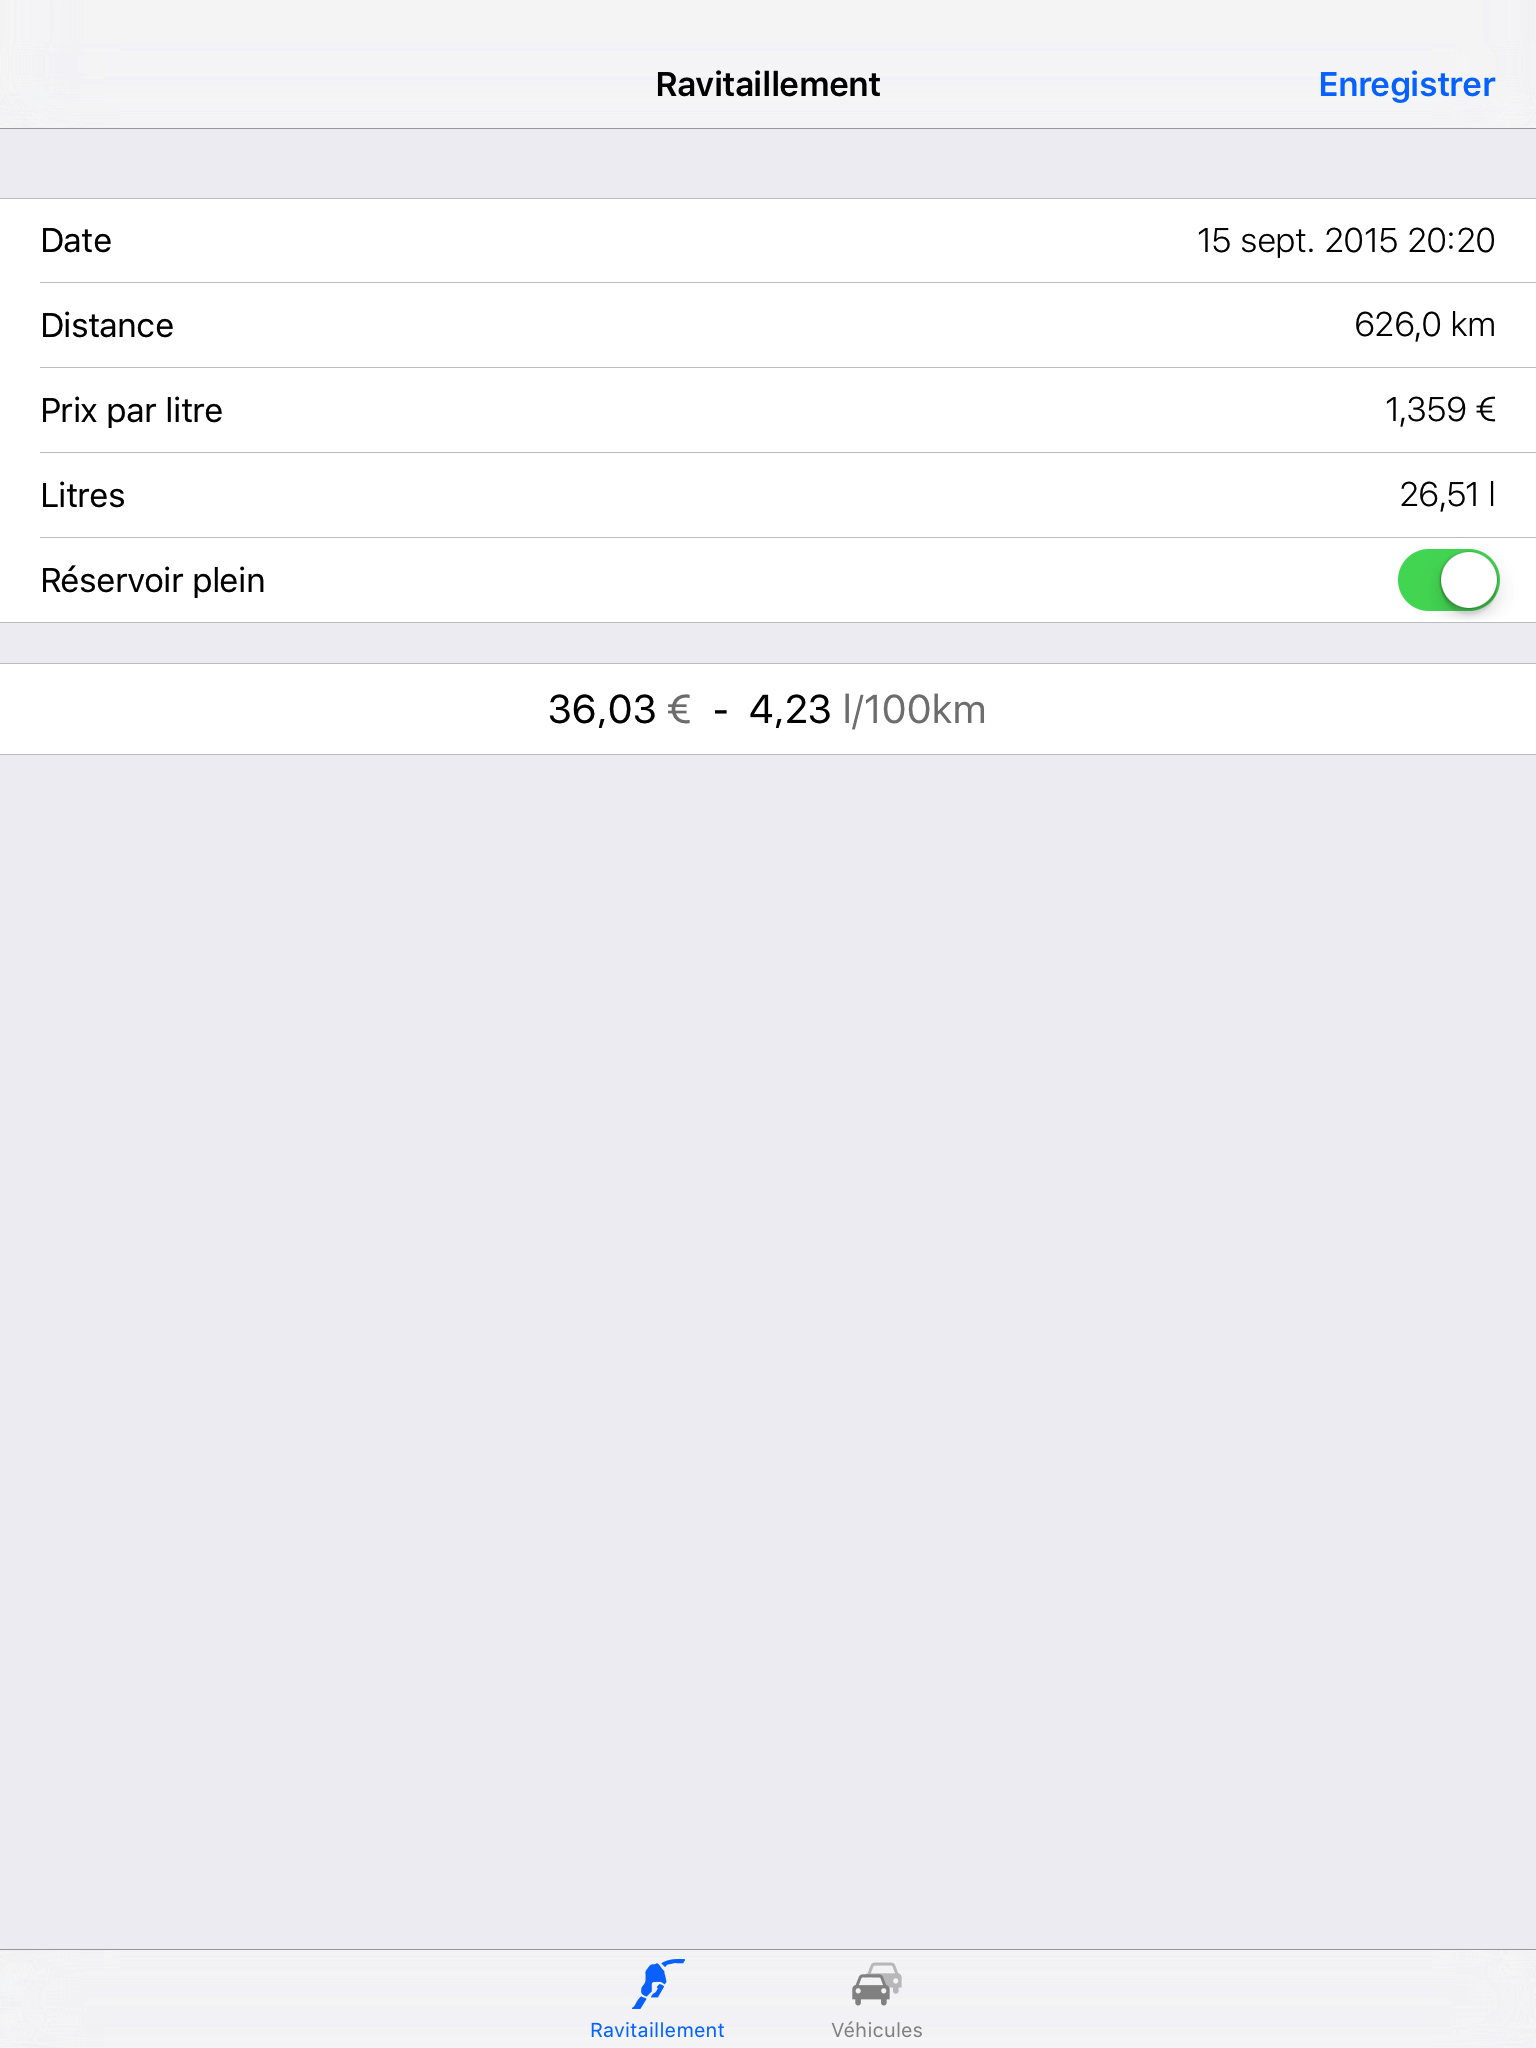 Ravitaillement
Enregistrer
Date 15 sept. 2015 20:20
Distance 626,0 km
Prix par litre 1,359 €
Litres 26,51 l
Réservoir plein
36,03 € - 4,23 l/100km
Ravitaillement
Véhicules